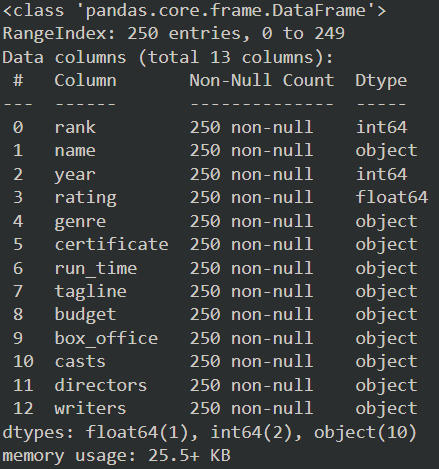 <class 'pandas.core.frame.DataFrame'>
RangeIndex: 250 entries, 0 to 249
Data columns (total 13 columns):
 #   Column       Non-Null Count  Dtype
---  ------       --------------  -----
 0   rank         250 non-null    int64
 1   name         250 non-null    object
 2   year         250 non-null    int64
 3   rating       250 non-null    float64
 4   genre        250 non-null    object
 5   certificate  250 non-null    object
 6   run_time     250 non-null    object
 7   tagline      250 non-null    object
 8   budget       250 non-null    object
 9   box_office   250 non-null    object
 10  casts        250 non-null    object
 11  directors    250 non-null    object
 12  writers      250 non-null    object
dtypes: float64(1), int64(2), object(10)
memory usage: 25.5+ KB